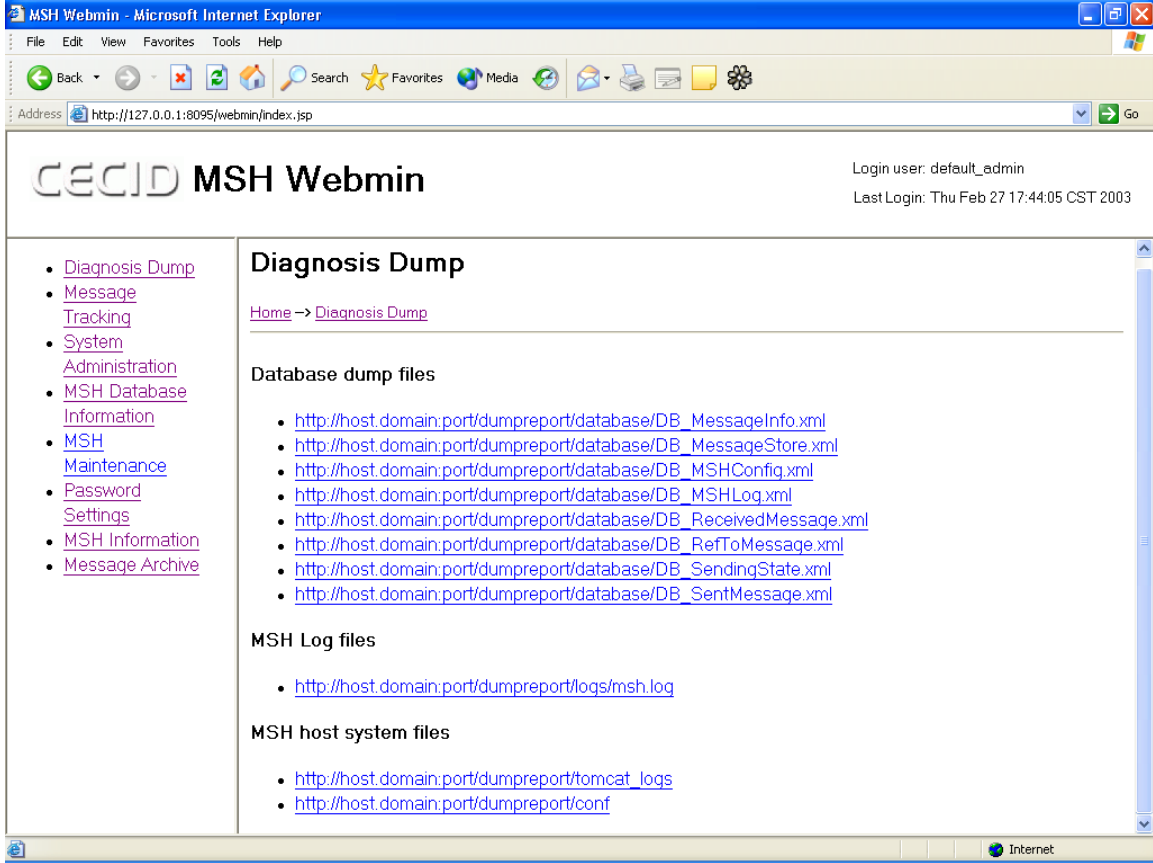 MSH Webmin - Microsoft Internet Explorer
File Edit View Favorites Tools Help
Back Search Favorites Media
Address http://127.0.0.1:8095/webmin/index.jsp Go
CECID MSH Webmin
Login user: default_admin
Last Login: Thu Feb 27 17:44:05 CST 2003
Diagnosis Dump
Message
Tracking
System
Administration
MSH Database
Information
MSH
Maintenance
Password
Settings
MSH Information
Message Archive
Diagnosis Dump
Home --> Diagnosis Dump
Database dump files
http://host.domain:port/dumpreport/database/DB_MessageInfo.xml
http://host.domain:port/dumpreport/database/DB_MessageStore.xml
http://host.domain:port/dumpreport/database/DB_MSHConfig.xml
http://host.domain:port/dumpreport/database/DB_MSHLog.xml
http://host.domain:port/dumpreport/database/DB_ReceivedMessage.xml
http://host.domain:port/dumpreport/database/DB_RefToMessage.xml
http://host.domain:port/dumpreport/database/DB_SendingState.xml
http://host.domain:port/dumpreport/database/DB_SentMessage.xml
MSH Log files
http://host.domain:port/dumpreport/logs/msh.log
MSH host system files
http://host.domain:port/dumpreport/tomcat_logs
http://host.domain:port/dumpreport/conf
Internet